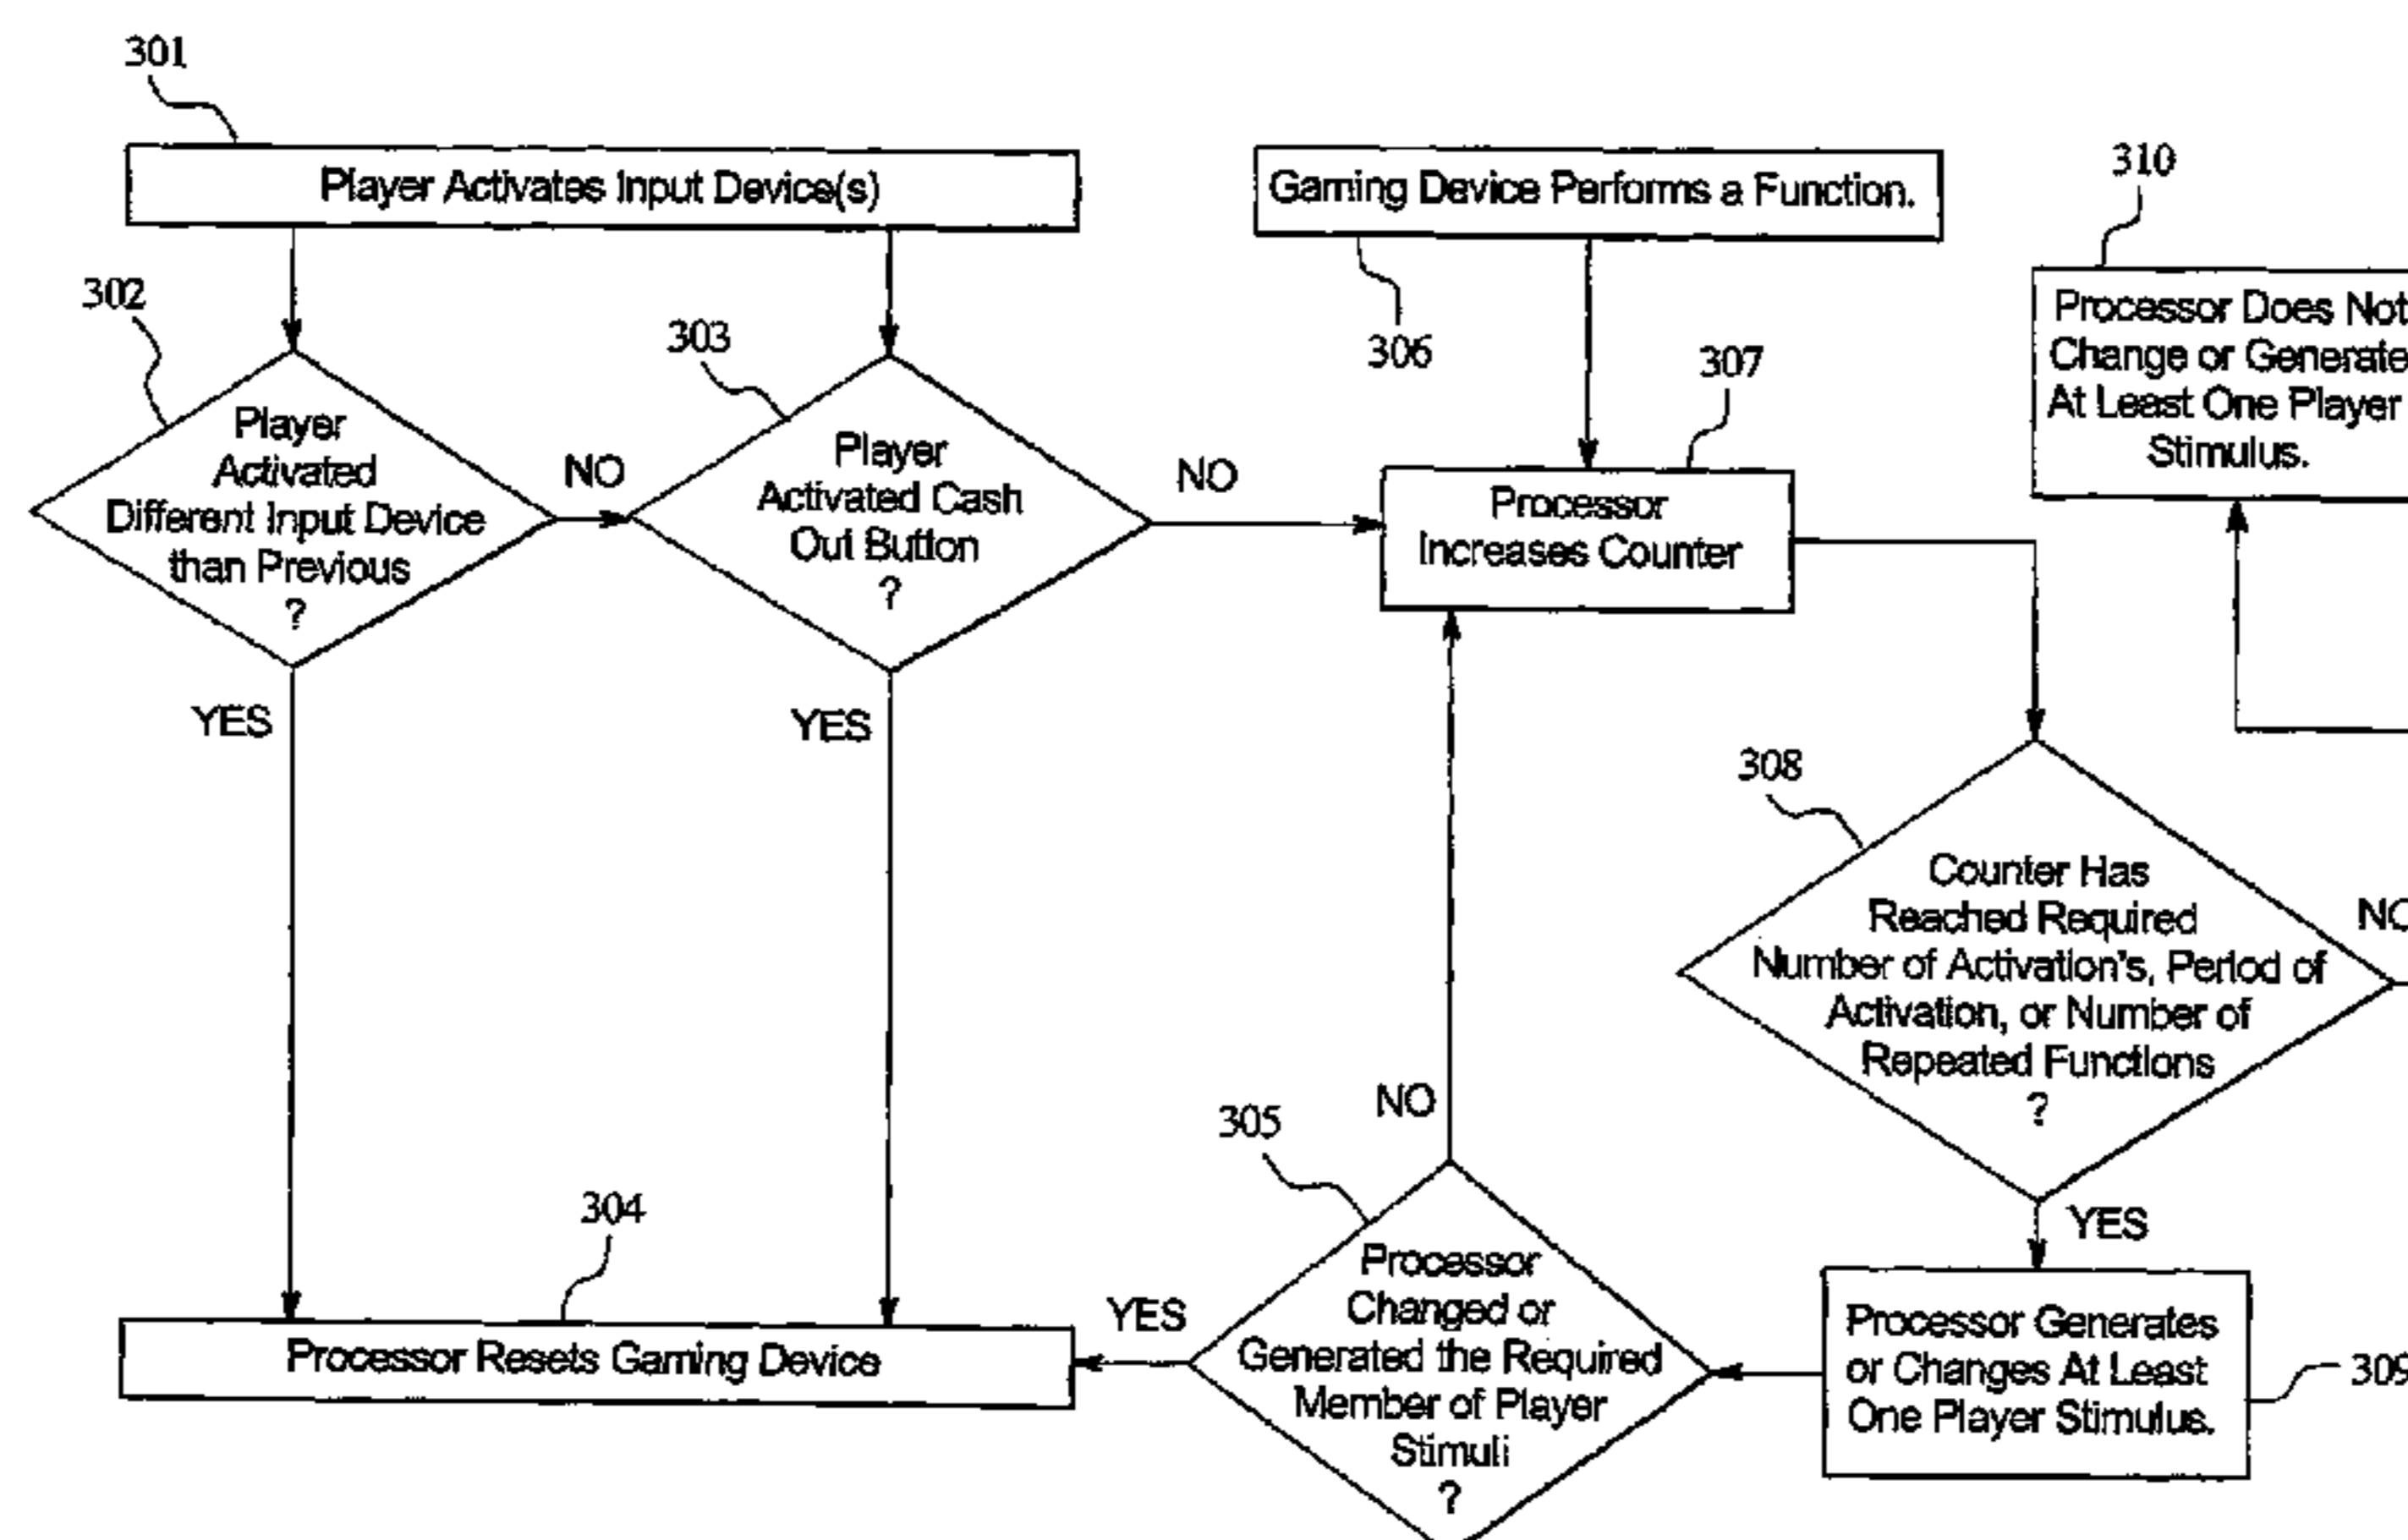 301
Player Activates Input Device(s)
Gaming Device Performs a Function.
310
302
303
306
307
Processor Does Not
Change or Generate
At Least One Player
Stimulus.
Player
Activated
Different Input Device
than Previous
?
NO
Player
Activated Cash
Out Button
?
NO
Processor
Increases Counter
YES
YES
308
Counter Has
Reached Required
Number of Activation's, Period of
Activation, or Number of
Repeated Functions
?
NO
YES
305
NO
304
Processor
Changed or
Generated the Required
Member of Player
Stimuli
?
YES
Processor Resets Gaming Device
Processor Generates
or Changes At Least
One Player Stimulus.
309